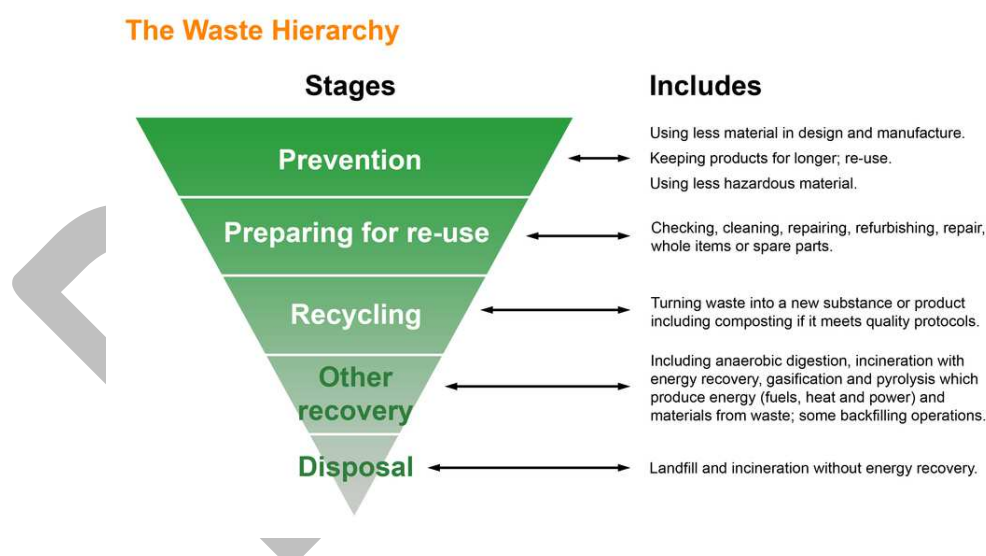 The Waste Hierarchy
Stages
Includes
Prevention
Using less material in design and manufacture.
Keeping products for longer; re-use.
Using less hazardous material.
Preparing for re-use
Checking, cleaning, repairing, refurbishing, repair,
whole items or spare parts.
Recycling
Turning waste into a new substance or product
including composting if it meets quality protocols.
Other
recovery
Including anaerobic digestion, incineration with
energy recovery, gasification and pyrolysis which
produce energy (fuels, heat and power) and
materials from waste; some backfilling operations.
Disposal
Landfill and incineration without energy recovery.